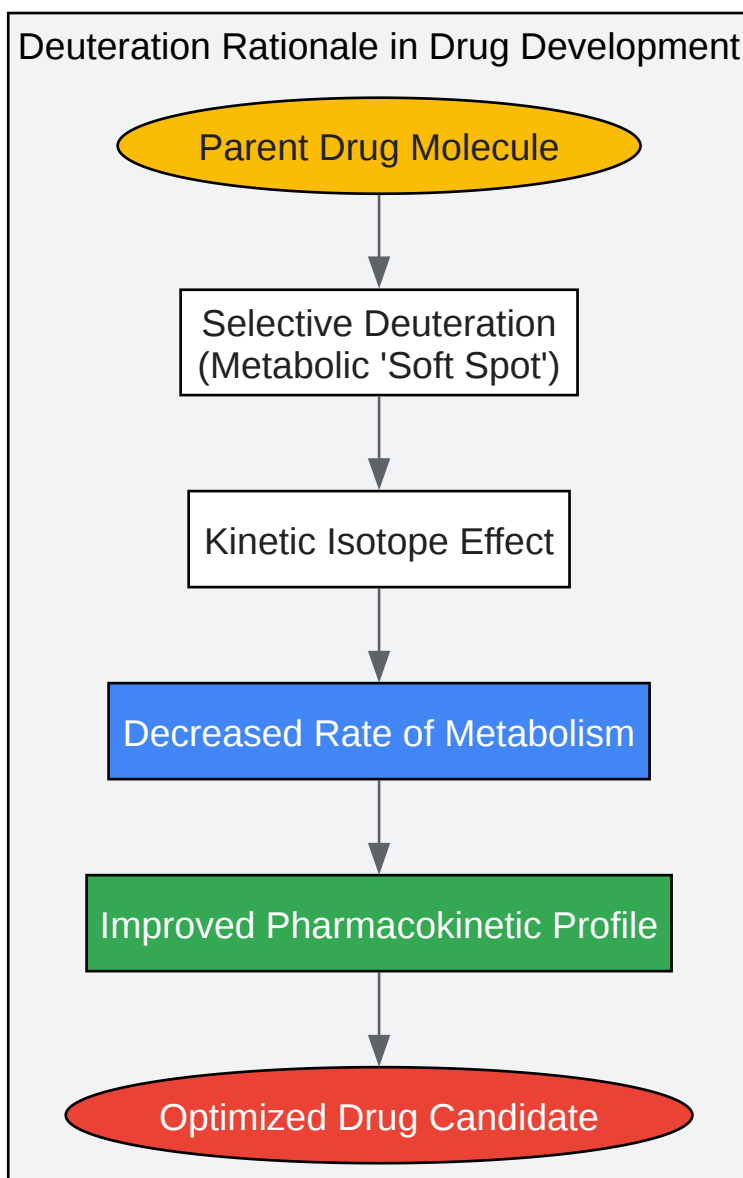 Deuteration Rationale in Drug Development
Parent Drug Molecule
Selective Deuteration
(Metabolic 'Soft Spot')
Kinetic Isotope Effect
Decreased Rate of Metabolism
Improved Pharmacokinetic Profile
Optimized Drug Candidate